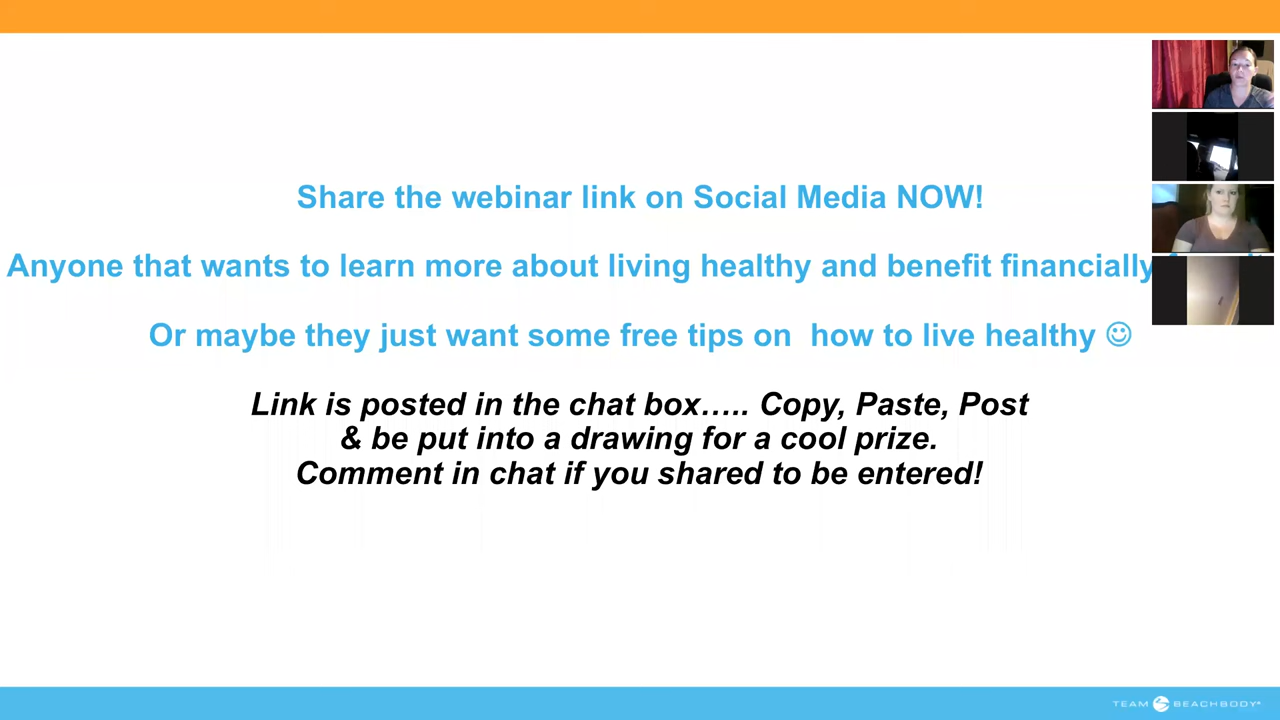 Share the webinar link on Social Media NOW!
Anyone that wants to learn more about living healthy and benefit financially
Or maybe they just want some free tips on how to live healthy ☺
Link is posted in the chat box….. Copy, Paste, Post
& be put into a drawing for a cool prize.
Comment in chat if you shared to be entered!
TEAM BEACHBODY